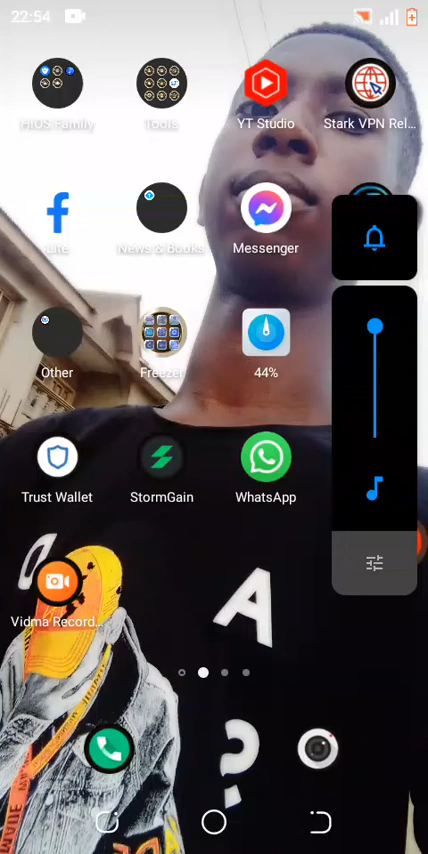 22:54
HiOS Family
Tools
YT Studio
Stark VPN Rel...
Lite
News & Books
Messenger
Other
Freezer
44%
Trust Wallet
StormGain
WhatsApp
Vidma Record...
A
?